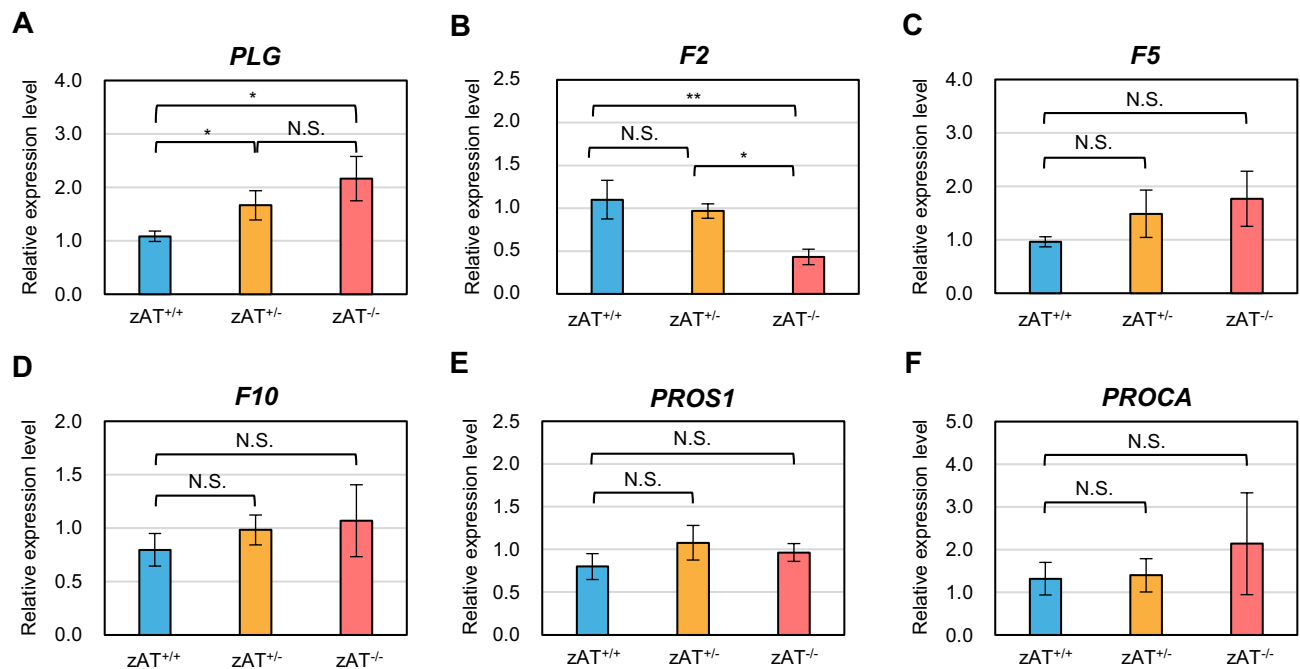 A
PLG
Relative expression level
4.0
3.0
2.0
1.0
0.0
*
*
N.S.
zAT+/+
zAT+/-
zAT-/-
B
F2
Relative expression level
2.5
2.0
1.5
1.0
0.5
0.0
**
N.S.
*
zAT+/+
zAT+/-
zAT-/-
C
F5
Relative expression level
4.0
3.0
2.0
1.0
0.0
N.S.
N.S.
zAT+/+
zAT+/-
zAT-/-
D
F10
Relative expression level
2.0
1.5
1.0
0.5
0.0
N.S.
N.S.
zAT+/+
zAT+/-
zAT-/-
E
PROS1
Relative expression level
2.5
2.0
1.5
1.0
0.5
0.0
N.S.
N.S.
zAT+/+
zAT+/-
zAT-/-
F
PROCA
Relative expression level
5.0
4.0
3.0
2.0
1.0
0.0
N.S.
N.S.
zAT+/+
zAT+/-
zAT-/-